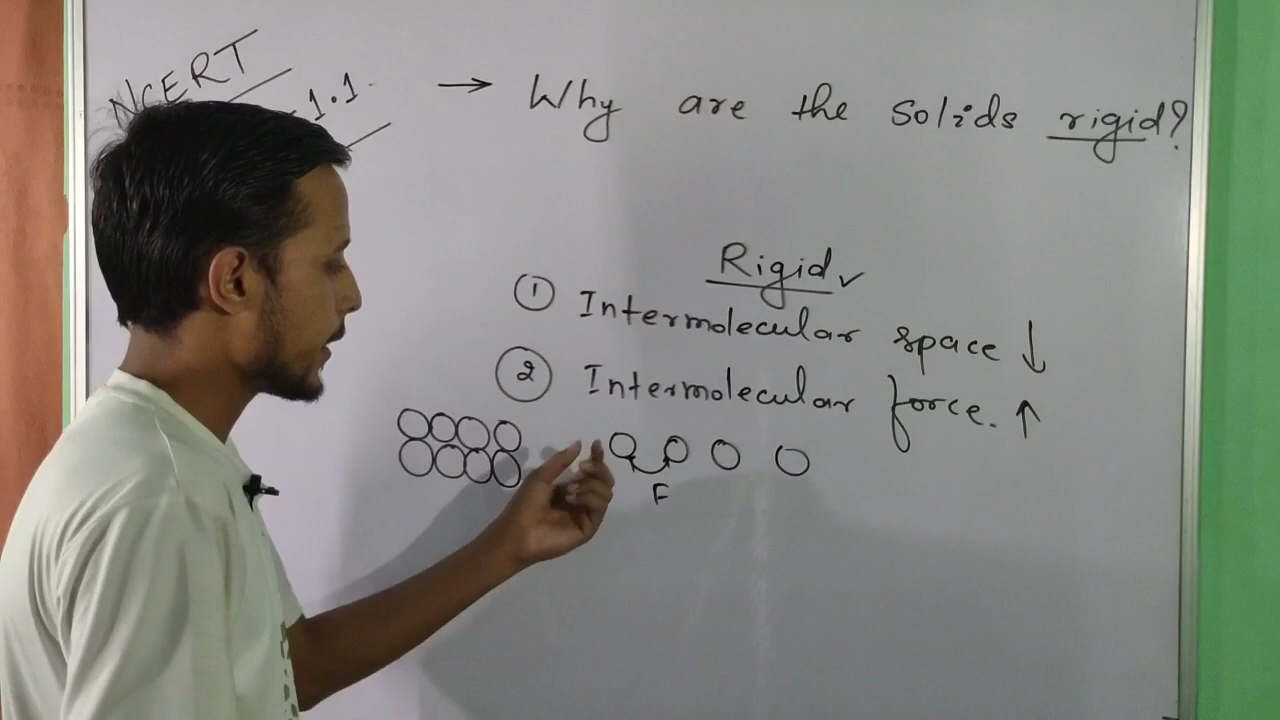 NCERT
1.1.
→ Why are the solids rigid?
Rigid ✓
① Intermolecular space ↓
② Intermolecular force. ↑
F